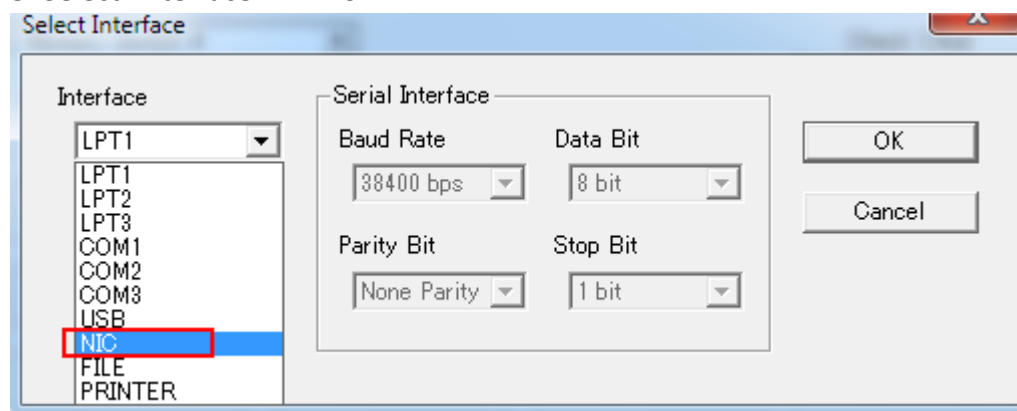 Select Interface
Interface
LPT1
LPT1
LPT2
LPT3
COM1
COM2
COM3
USB
NIC
FILE
PRINTER
Serial Interface
Baud Rate
Data Bit
38400 bps
8 bit
Parity Bit
Stop Bit
None Parity
1 bit
OK
Cancel